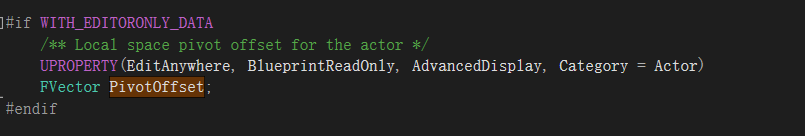 #if WITH_EDITORONLY_DATA
/** Local space pivot offset for the actor */
UPROPERTY(EditAnywhere, BlueprintReadOnly, AdvancedDisplay, Category = Actor)
FVector PivotOffset;
#endif